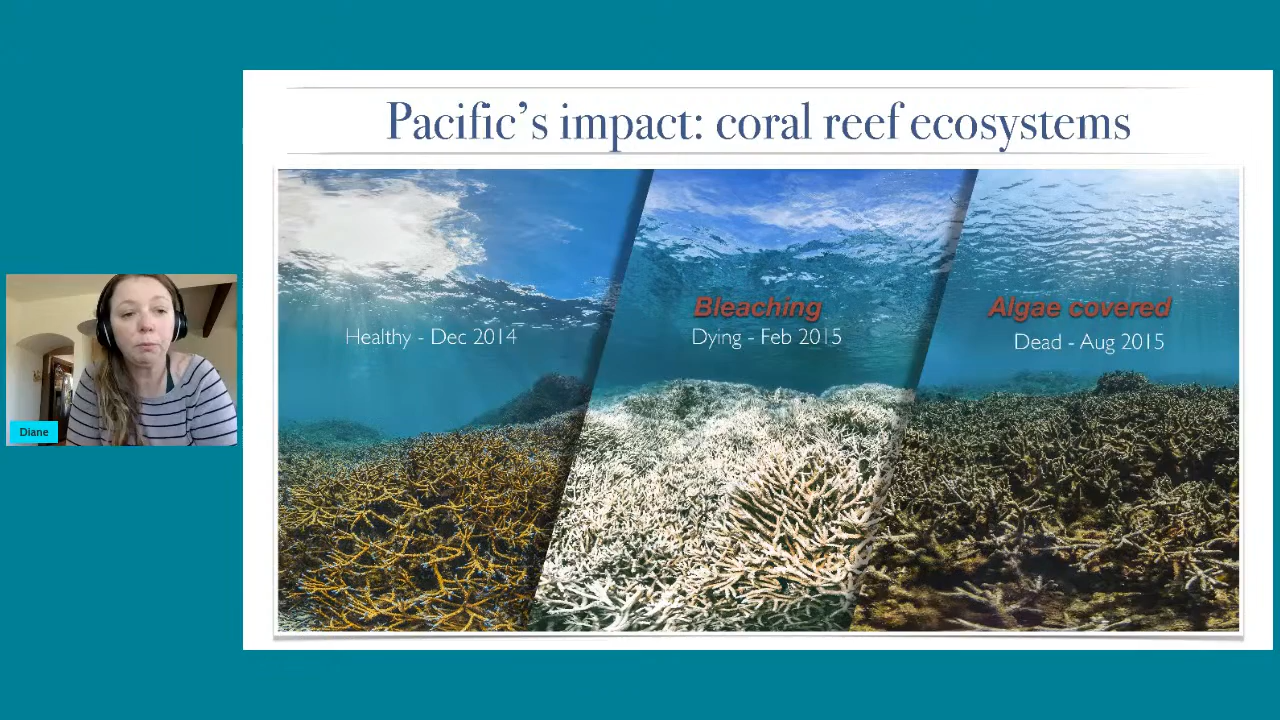 Pacific's impact: coral reef ecosystems
Healthy - Dec 2014
Bleaching
Dying - Feb 2015
Algae covered
Dead - Aug 2015
Diane